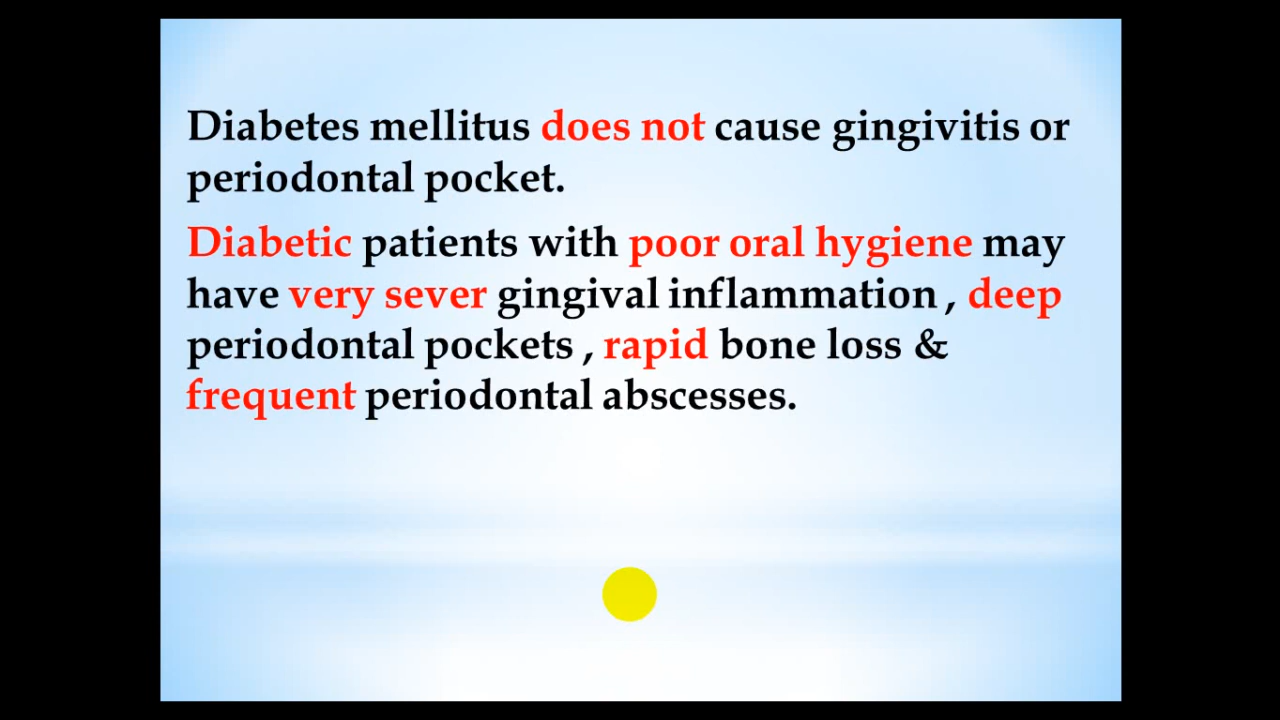 Diabetes mellitus does not cause gingivitis or
periodontal pocket.
Diabetic patients with poor oral hygiene may
have very sever gingival inflammation , deep
periodontal pockets , rapid bone loss &
frequent periodontal abscesses.